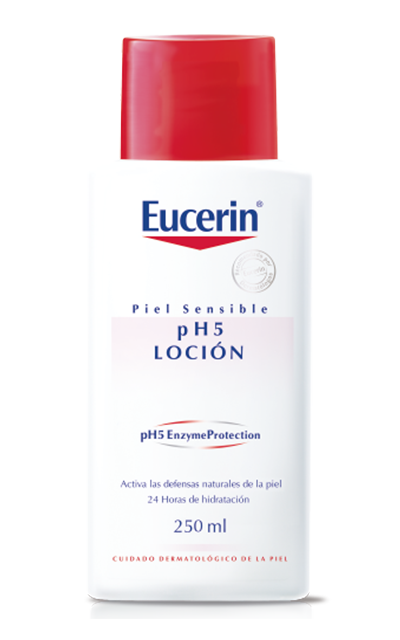 Eucerin®
Piel Sensible
pH5
LOCIÓN
pH5 EnzymeProtection
Activa las defensas naturales de la piel
24 Horas de hidratación
250 ml
CUIDADO DERMATOLÓGICO DE LA PIEL